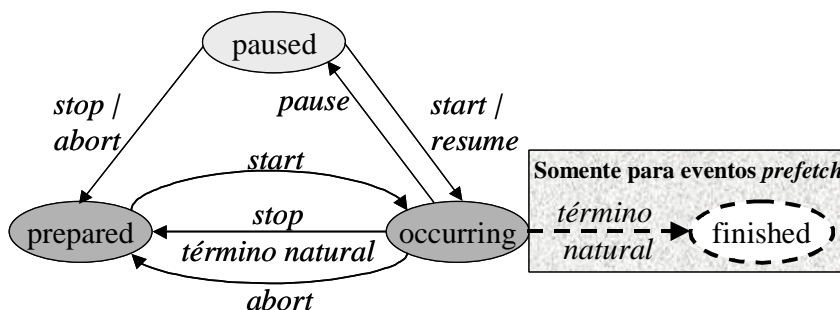 paused
stop |
abort
pause
start |
resume
start
Somente para eventos prefetch
prepared
stop
término natural
occurring
término
natural
finished
abort